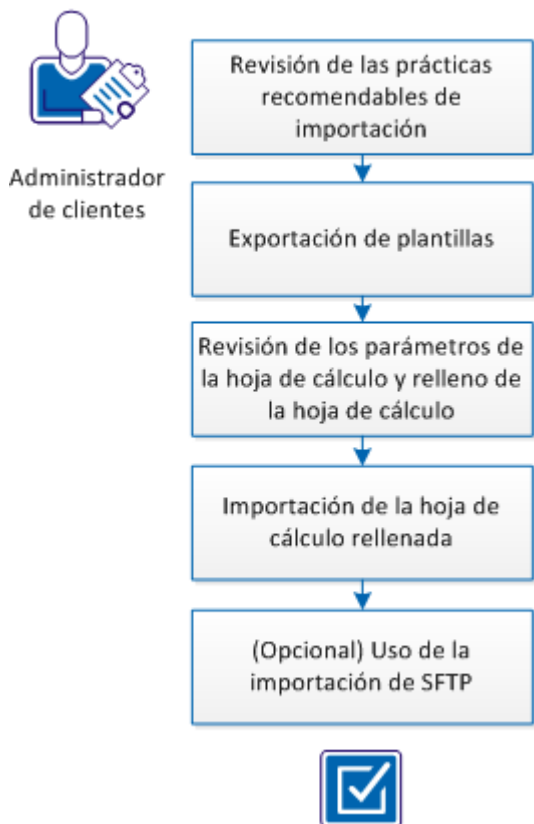 Administrador
de clientes
Revisión de las prácticas
recomendables de
importación
Exportación de plantillas
Revisión de los parámetros de
la hoja de cálculo y relleno de
la hoja de cálculo
Importación de la hoja de
cálculo rellenada
(Opcional) Uso de la
importación de SFTP